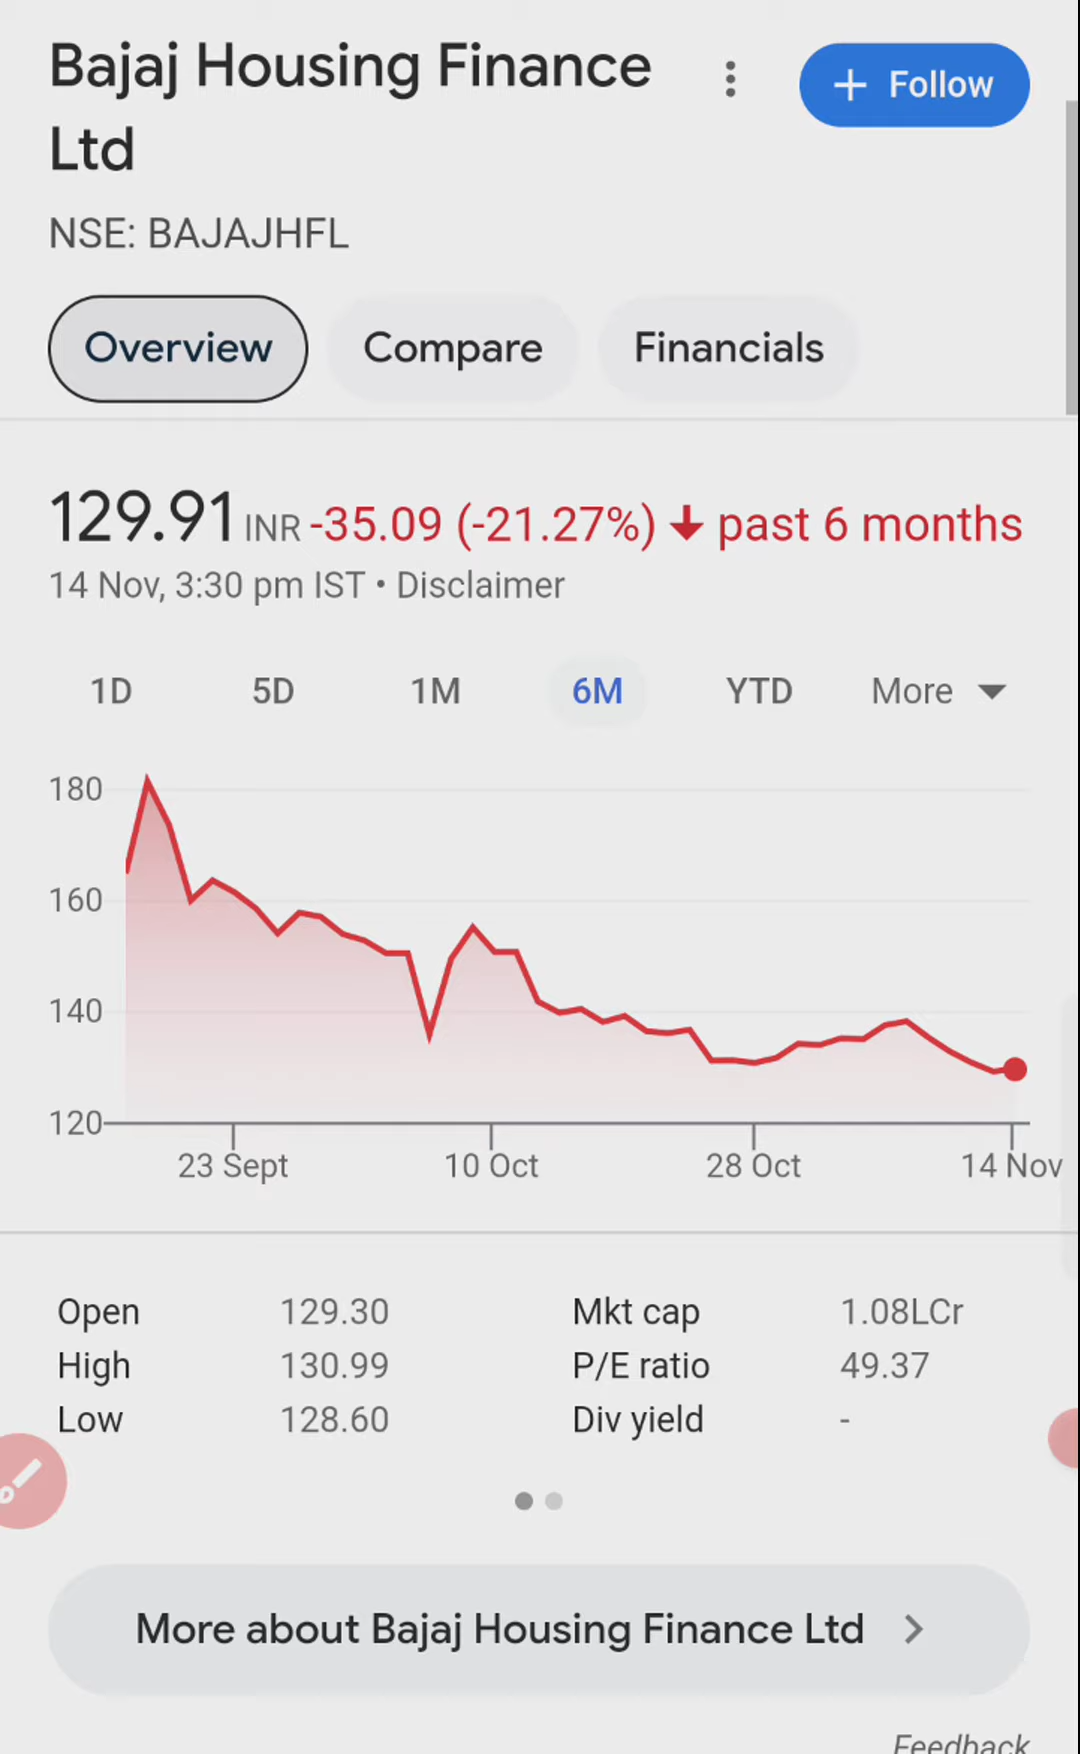 Bajaj Housing Finance
Ltd
+ Follow
NSE: BAJAJHFL
Overview Compare Financials
129.91 INR -35.09 (-21.27%) ↓ past 6 months
14 Nov, 3:30 pm IST • Disclaimer
1D 5D 1M 6M YTD More
180
160
140
120
23 Sept 10 Oct 28 Oct 14 Nov
Open 129.30 Mkt cap 1.08LCr
High 130.99 P/E ratio 49.37
Low 128.60 Div yield -
More about Bajaj Housing Finance Ltd
Feedback